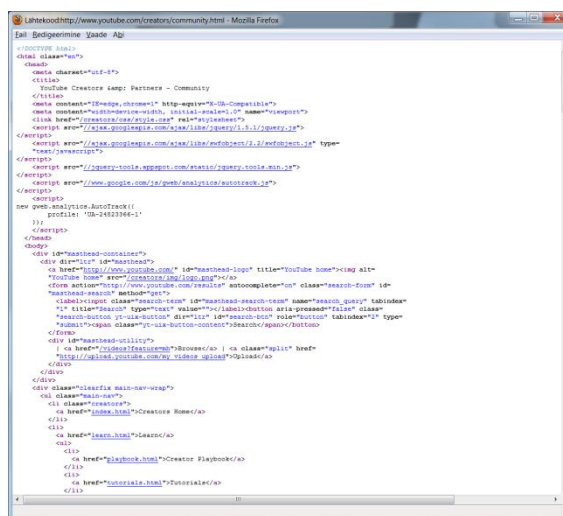 Lähtekood:http://www.youtube.com/creators/community.html - Mozilla Firefox
Fail Redigeerimine Vaade Abi
<!DOCTYPE html>
<html class="en">
<head>
<meta charset="utf-8">
<title>
YouTube Creators &amp; Partners - Community
</title>
<meta content="IE=edge,chrome=1" http-equiv="X-UA-Compatible">
<meta content="width=device-width, initial-scale=1.0" name="viewport">
<link href="/creators/css/style.css" rel="stylesheet">
<script src="//ajax.googleapis.com/ajax/libs/jquery/1.5.1/jquery.js">
</script>
<script src="//ajax.googleapis.com/ajax/libs/swfobject/2.2/swfobject.js" type=
"text/javascript">
</script>
<script src="//jquery-tools.appspot.com/static/jquery.tools.min.js">
</script>
<script src="//www.google.com/js/gweb/analytics/autotrack.js">
</script>
<script>
new gweb.analytics.AutoTrack({
profile: 'UA-24823366-1'
});
</script>
</head>
<body>
<div id="masthead-container">
<div dir="ltr" id="masthead">
<a href="http://www.youtube.com/" id="masthead-logo" title="YouTube home"><img alt=
"YouTube home" src="/creators/img/logo.png"></a>
<form action="http://www.youtube.com/results" autocomplete="on" class="search-form" id=
"masthead-search" method="get">
<label><input class="search-term" id="masthead-search-term" name="search_query" tabindex=
"1" title="Search" type="text" value=""></label><button aria-pressed="false" class=
"search-button yt-uix-button" dir="ltr" id="search-btn" role="button" tabindex="2" type=
"submit"><span class="yt-uix-button-content">Search</span></button>
</form>
<div id="masthead-utility">
| <a href="/videos?feature=mh">Browse</a> | <a class="split" href=
"http://upload.youtube.com/my_videos_upload">Upload</a>
</div>
</div>
</div>
<div class="clearfix main-nav-wrap">
<ul class="main-nav">
<li class="creators">
<a href="index.html">Creators Home</a>
</li>
<li>
<a href="learn.html">Learn</a>
<ul>
<li>
<a href="playbook.html">Creator Playbook</a>
</li>
<li>
<a href="tutorials.html">Tutorials</a>
</li>